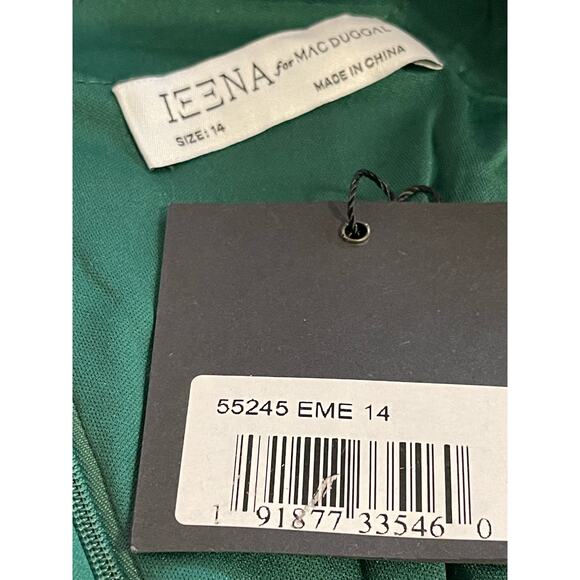 IEENA for MAC DUGGAL
SIZE: 14
MADE IN CHINA
55245 EME 14
1 91877 33546 0